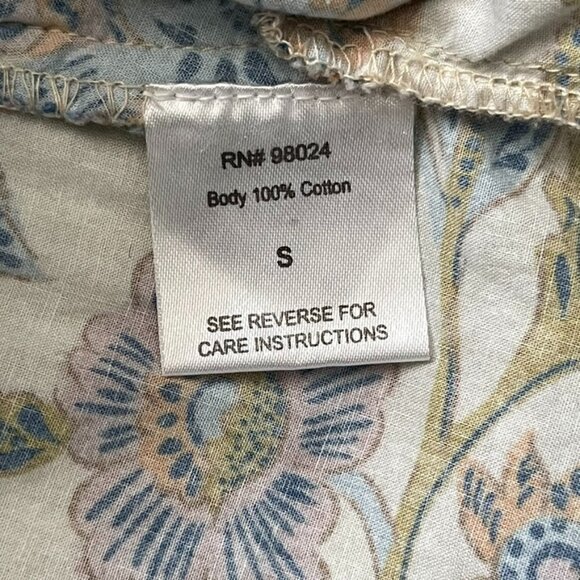 RN# 98024
Body 100% Cotton
S
SEE REVERSE FOR
CARE INSTRUCTIONS